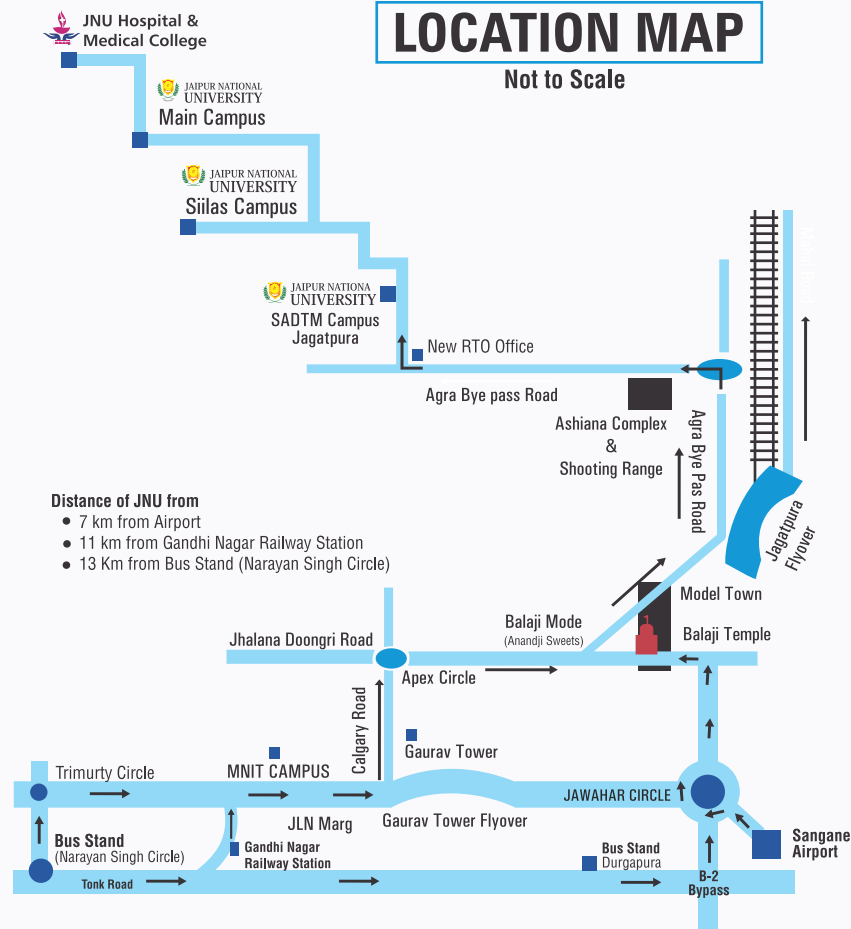 JNU Hospital &
Medical College
LOCATION MAP
Not to Scale
JAIPUR NATIONAL
UNIVERSITY
Main Campus
JAIPUR NATIONAL
UNIVERSITY
Siilas Campus
JAIPUR NATIONA
UNIVERSITY
SADTM Campus
Jagatpura
New RTO Office
Agra Bye pass Road
Ashiana Complex
&
Shooting Range
Agra Bye Pas Road
Jagatpura
Flyover
Distance of JNU from
• 7 km from Airport
• 11 km from Gandhi Nagar Railway Station
• 13 Km from Bus Stand (Narayan Singh Circle)
Model Town
Balaji Mode
(Anandji Sweets)
Balaji Temple
Jhalana Doongri Road
Apex Circle
Calgary Road
Gaurav Tower
Trimurty Circle
MNIT CAMPUS
JAWAHAR CIRCLE
JLN Marg
Gaurav Tower Flyover
Bus Stand
(Narayan Singh Circle)
Gandhi Nagar
Railway Station
Bus Stand
Durgapura
Sangane
Airport
Tonk Road
B-2
Bypass